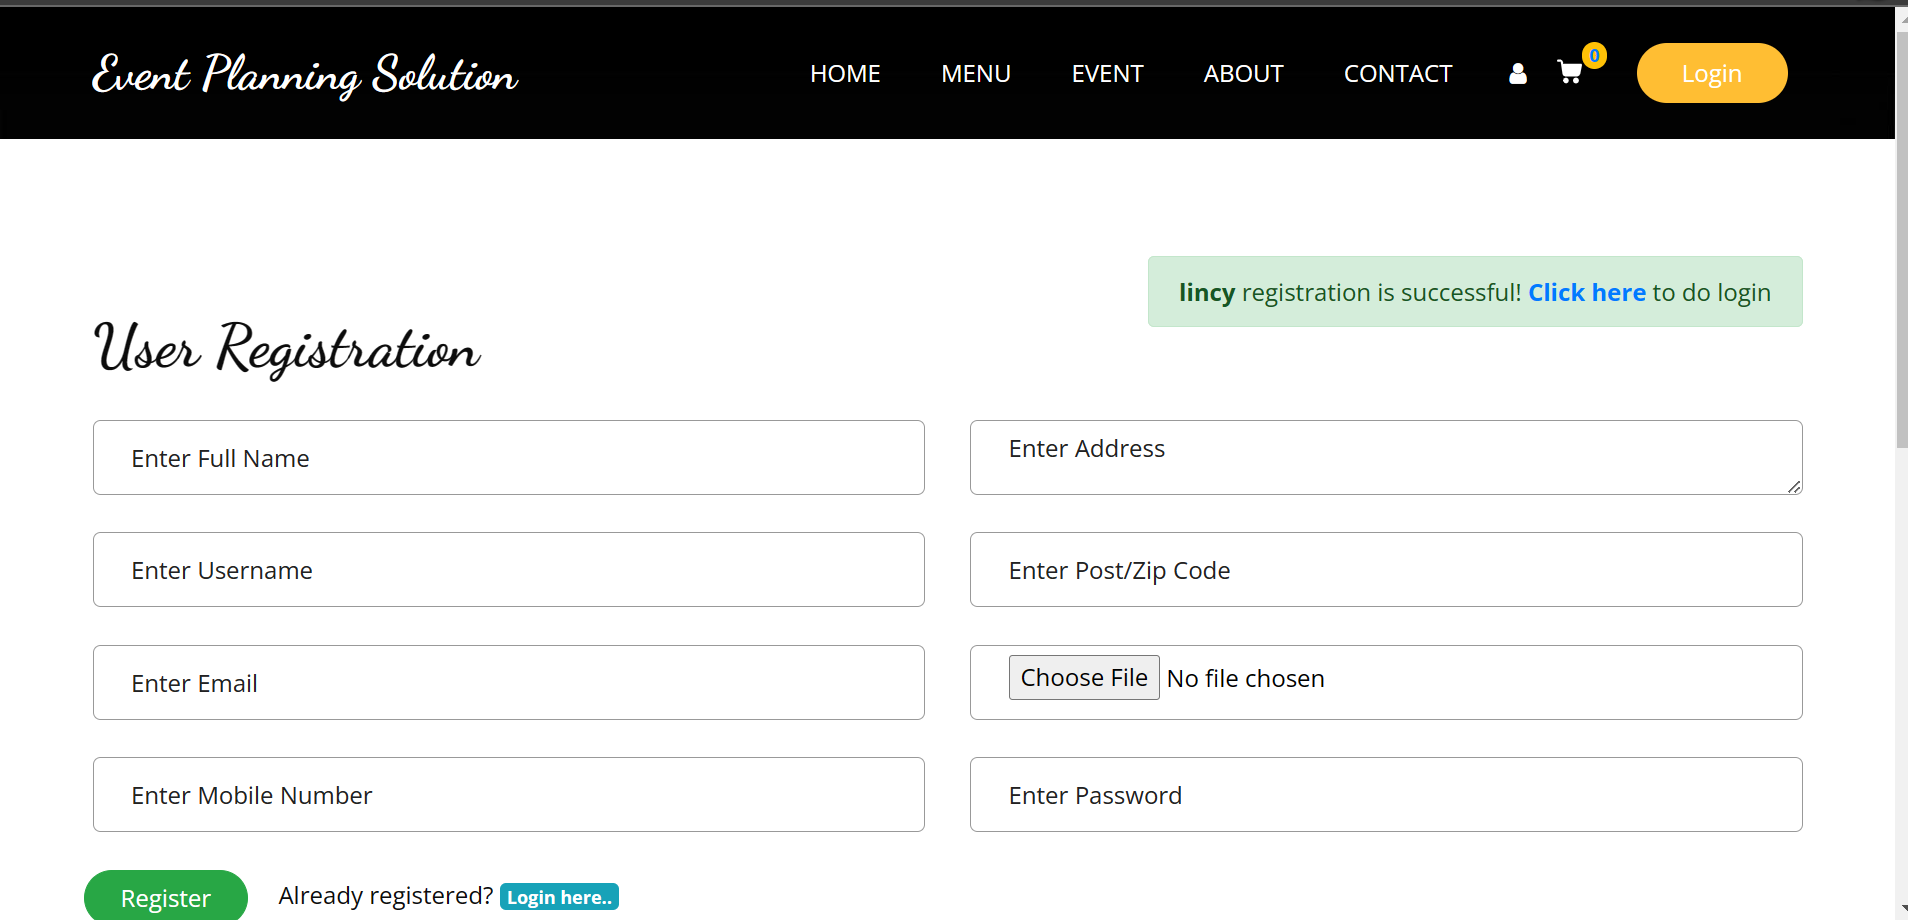 Event Planning Solution
HOME MENU EVENT ABOUT CONTACT 0 Login
lincy registration is successful! Click here to do login
User Registration
Enter Full Name
Enter Address
Enter Username
Enter Post/Zip Code
Enter Email
Choose File No file chosen
Enter Mobile Number
Enter Password
Register Already registered? Login here..